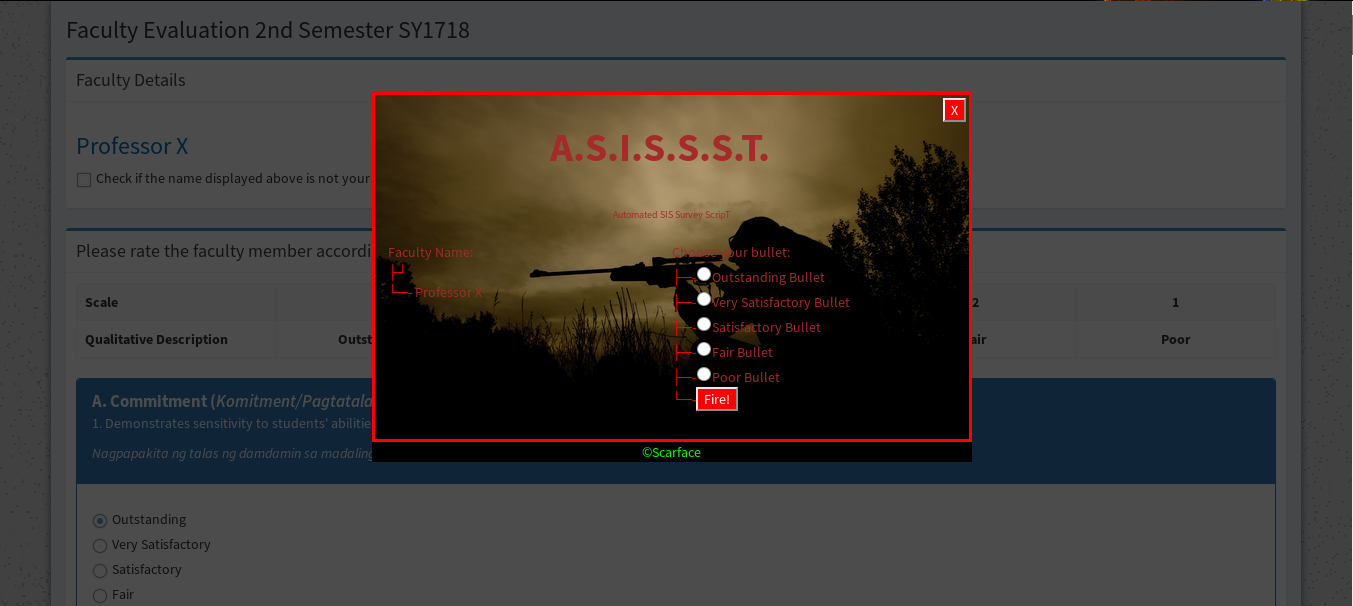 Faculty Evaluation 2nd Semester SY1718
Faculty Details
Professor X
Check if the name displayed above is not your
Please rate the faculty member accordi
Scale
2
1
Qualitative Description
Outst
air
Poor
A. Commitment (Komitment/Pagtatala
1. Demonstrates sensitivity to students' abilitie
Nagpapakita ng talas ng damdamin sa madaling
Outstanding
Very Satisfactory
Satisfactory
Fair
X
A.S.I.S.S.S.T.
Automated SIS Survey ScripT
Faculty Name:
Professor X
Choose your bullet:
Outstanding Bullet
Very Satisfactory Bullet
Satisfactory Bullet
Fair Bullet
Poor Bullet
Fire!
©Scarface